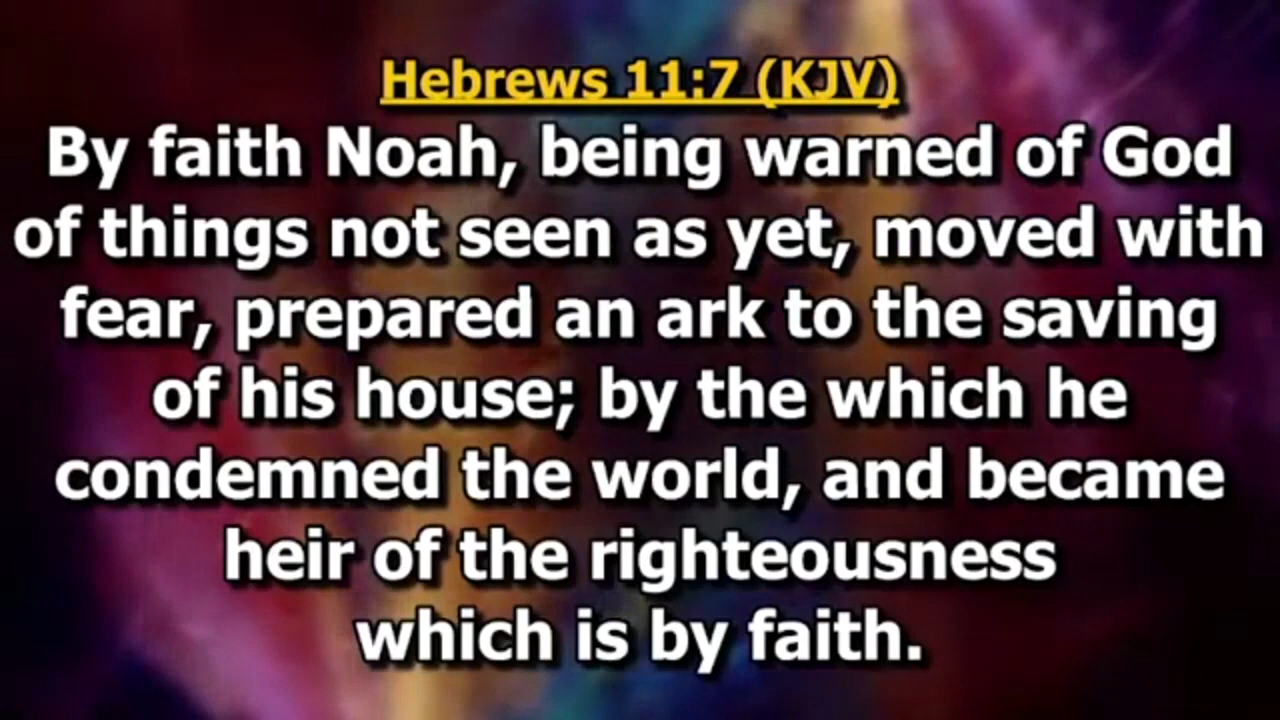 Hebrews 11:7 (KJV)
By faith Noah, being warned of God
of things not seen as yet, moved with
fear, prepared an ark to the saving
of his house; by the which he
condemned the world, and became
heir of the righteousness
which is by faith.